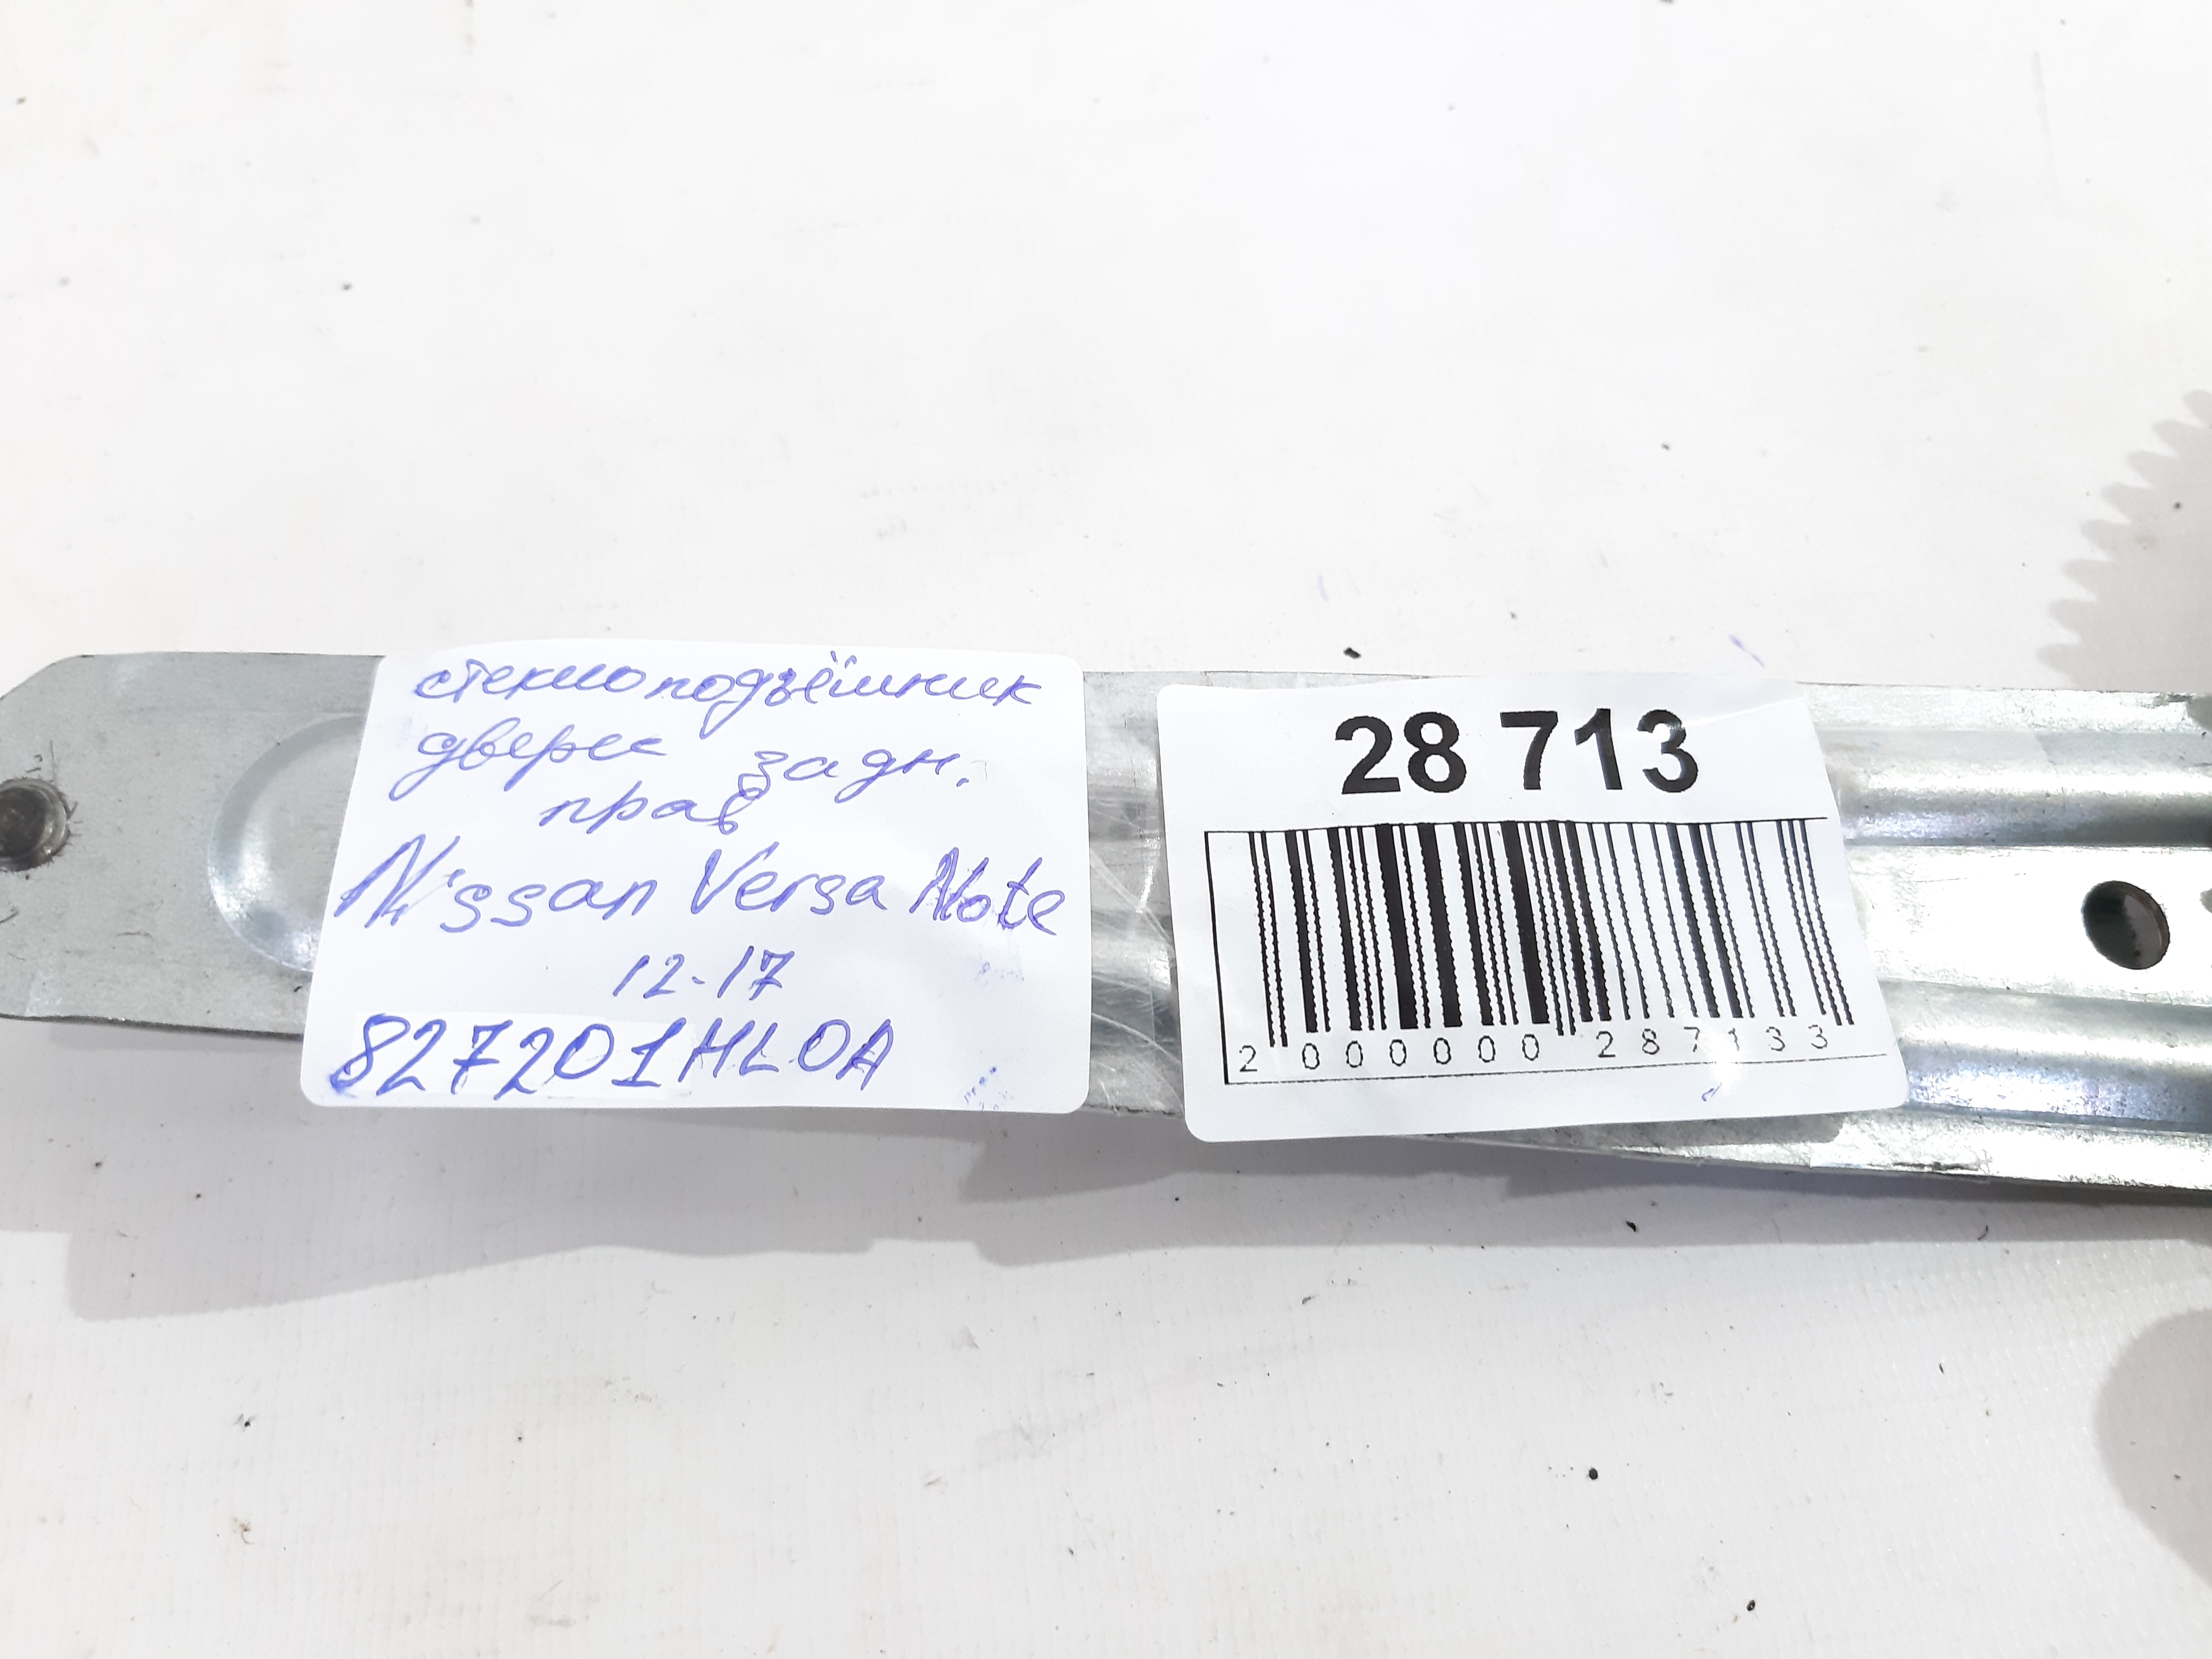 стеклоподъёмник
двери задн.
прав
Nissan Versa Note
12-17
827201HL0A
28 713
2 000000 287133